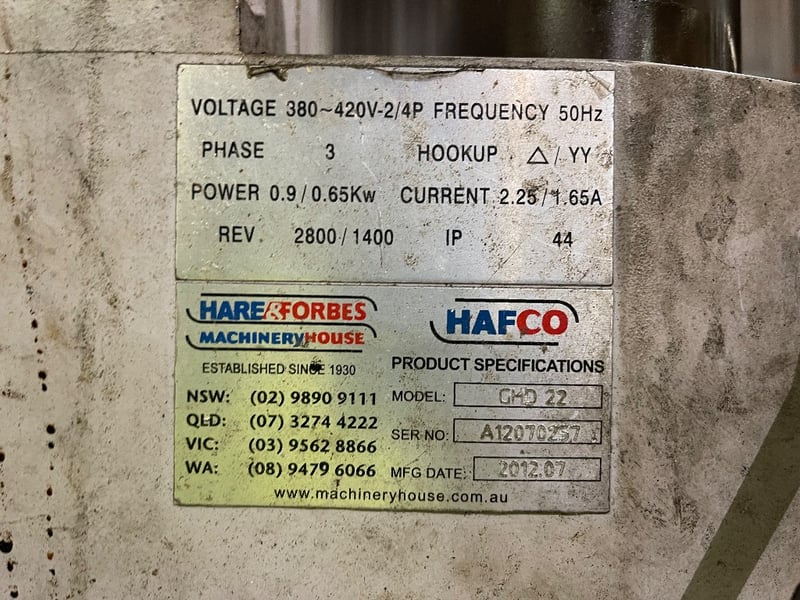 VOLTAGE 380~420V-2/4P FREQUENCY 50Hz
PHASE 3 HOOKUP △/YY
POWER 0.9/0.65Kw CURRENT 2.25/1.65A
REV 2800/1400 IP 44
HARE&FORBES
MACHINERYHOUSE
ESTABLISHED SINCE 1930
NSW: (02) 9890 9111
QLD: (07) 3274 4222
VIC: (03) 9562 8866
WA: (08) 9479 6066
HAFCO
PRODUCT SPECIFICATIONS
MODEL: GHD 22
SER NO: A12070257
MFG DATE: 2012.07
www.machineryhouse.com.au